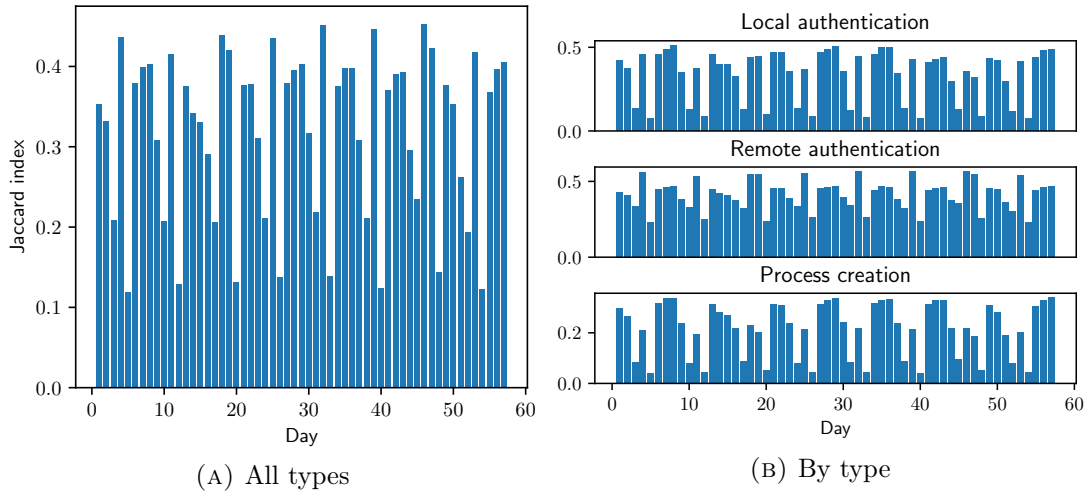 0.4
0.3
0.2
0.1
0.0
Jaccard index
0 10 20 30 40 50 60
Day
(A) All types
Local authentication
0.5
0.0
Remote authentication
0.5
0.0
Process creation
0.2
0.0
0 10 20 30 40 50 60
Day
(B) By type